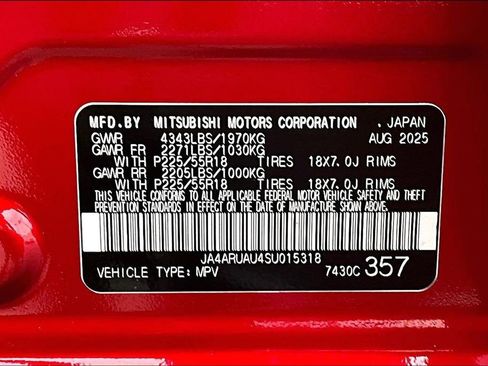 MFD.BY MITSUBISHI MOTORS CORPORATION . JAPAN
GVWR 4343LBS/1970KG AUG 2025
GAWR FR 2271LBS/1030KG
WITH P225/55R18 TIRES 18X7.0J RIMS
GAWR RR 2205LBS/1000KG
WITH P225/55R18 TIRES 18X7.0J RIMS
THIS VEHICLE CONFORMS TO ALL APPLICABLE FEDERAL MOTOR VEHICLE SAFETY AND THEFT
PREVENTION STANDARDS IN EFFECT ON THE DATE OF MANUFACTURE SHOWN ABOVE.
JA4ARUAU4SU015318
VEHICLE TYPE: MPV 7430C 357